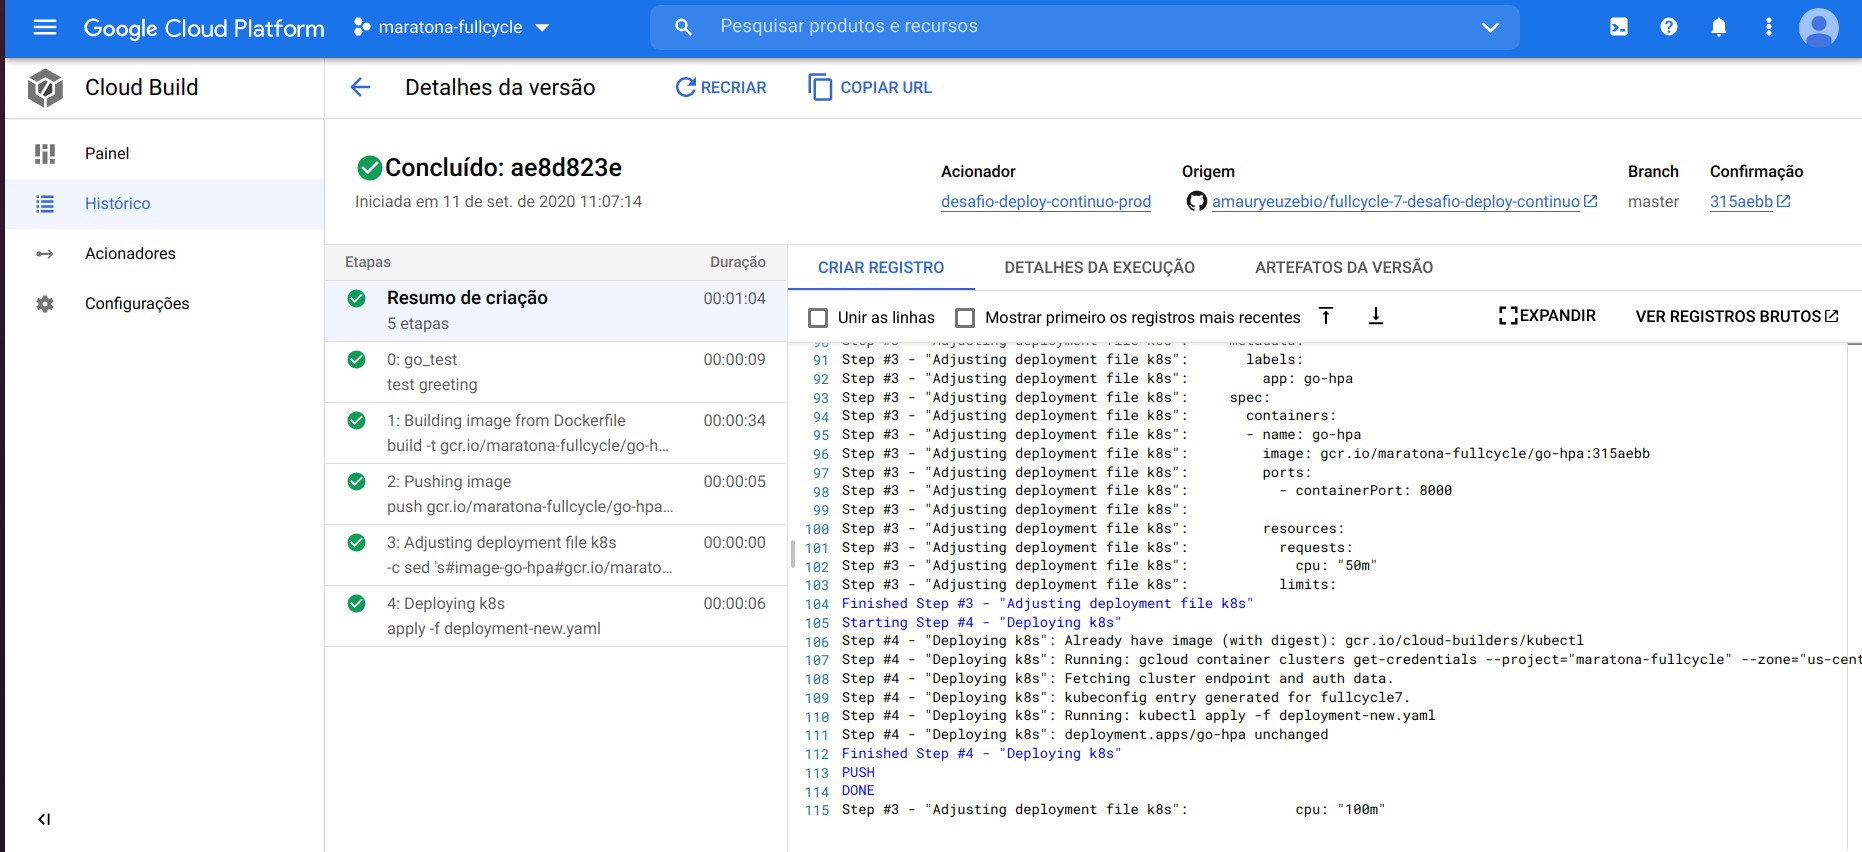 Google Cloud Platform
maratona-fullcycle
Pesquisar produtos e recursos
Cloud Build
Detalhes da versão
RECRIAR
COPIAR URL
Painel
Histórico
Acionadores
Configurações
Concluído: ae8d823e
Iniciada em 11 de set. de 2020 11:07:14
Acionador
desafio-deploy-continuo-prod
Origem
amauryeuzebio/fullcycle-7-desafio-deploy-continuo
Branch
master
Confirmação
315aebb
Etapas Duração
Resumo de criação 00:01:04
5 etapas
0: go_test 00:00:09
test greeting
1: Building image from Dockerfile 00:00:34
build -t gcr.io/maratona-fullcycle/go-h...
2: Pushing image 00:00:05
push gcr.io/maratona-fullcycle/go-hpa...
3: Adjusting deployment file k8s 00:00:00
-c sed 's#image-go-hpa#gcr.io/marato...
4: Deploying k8s 00:00:06
apply -f deployment-new.yaml
CRIAR REGISTRO
DETALHES DA EXECUÇÃO
ARTEFATOS DA VERSÃO
Unir as linhas
Mostrar primeiro os registros mais recentes
EXPANDIR
VER REGISTROS BRUTOS
90 Step #3 - "Adjusting deployment file k8s": metadata:
91 Step #3 - "Adjusting deployment file k8s": labels:
92 Step #3 - "Adjusting deployment file k8s": app: go-hpa
93 Step #3 - "Adjusting deployment file k8s": spec:
94 Step #3 - "Adjusting deployment file k8s": containers:
95 Step #3 - "Adjusting deployment file k8s": - name: go-hpa
96 Step #3 - "Adjusting deployment file k8s": image: gcr.io/maratona-fullcycle/go-hpa:315aebb
97 Step #3 - "Adjusting deployment file k8s": ports:
98 Step #3 - "Adjusting deployment file k8s": - containerPort: 8000
99 Step #3 - "Adjusting deployment file k8s":
100 Step #3 - "Adjusting deployment file k8s": resources:
101 Step #3 - "Adjusting deployment file k8s": requests:
102 Step #3 - "Adjusting deployment file k8s": cpu: "50m"
103 Step #3 - "Adjusting deployment file k8s": limits:
104 Finished Step #3 - "Adjusting deployment file k8s"
105 Starting Step #4 - "Deploying k8s"
106 Step #4 - "Deploying k8s": Already have image (with digest): gcr.io/cloud-builders/kubectl
107 Step #4 - "Deploying k8s": Running: gcloud container clusters get-credentials --project="maratona-fullcycle" --zone="us-cent
108 Step #4 - "Deploying k8s": Fetching cluster endpoint and auth data.
109 Step #4 - "Deploying k8s": kubeconfig entry generated for fullcycle7.
110 Step #4 - "Deploying k8s": Running: kubectl apply -f deployment-new.yaml
111 Step #4 - "Deploying k8s": deployment.apps/go-hpa unchanged
112 Finished Step #4 - "Deploying k8s"
113 PUSH
114 DONE
115 Step #3 - "Adjusting deployment file k8s": cpu: "100m"